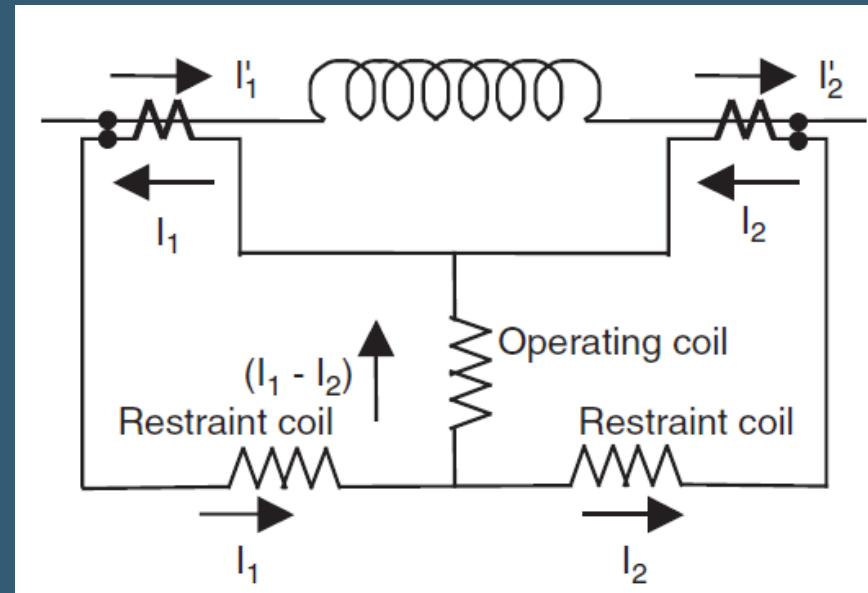 I'₁ I'₂
I₁ I₂
Operating coil
(I₁ - I₂)
Restraint coil Restraint coil
I₁ I₂